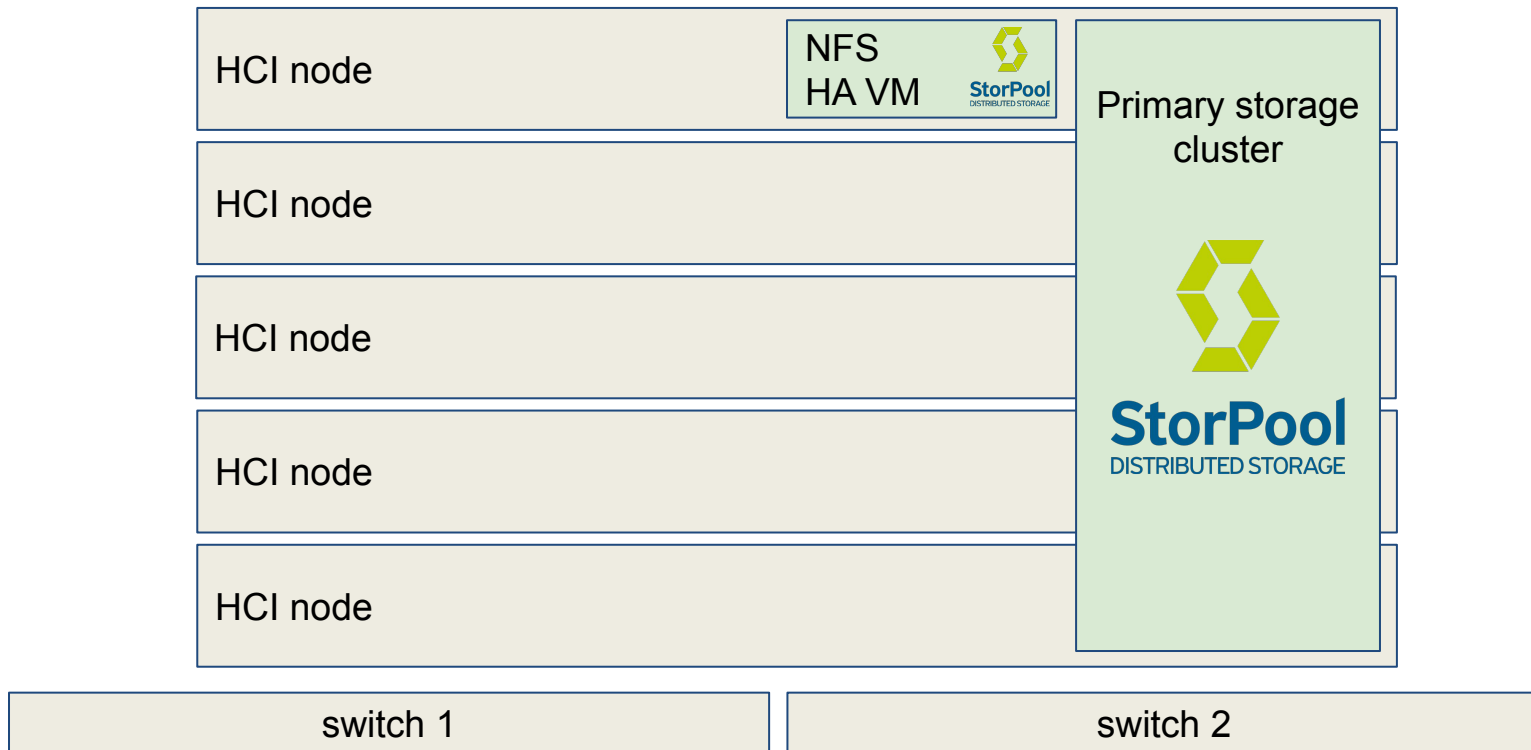 HCI node
NFS
HA VM
StorPool
DISTRIBUTED STORAGE
Primary storage
cluster
HCI node
StorPool
DISTRIBUTED STORAGE
HCI node
HCI node
HCI node
switch 1
switch 2